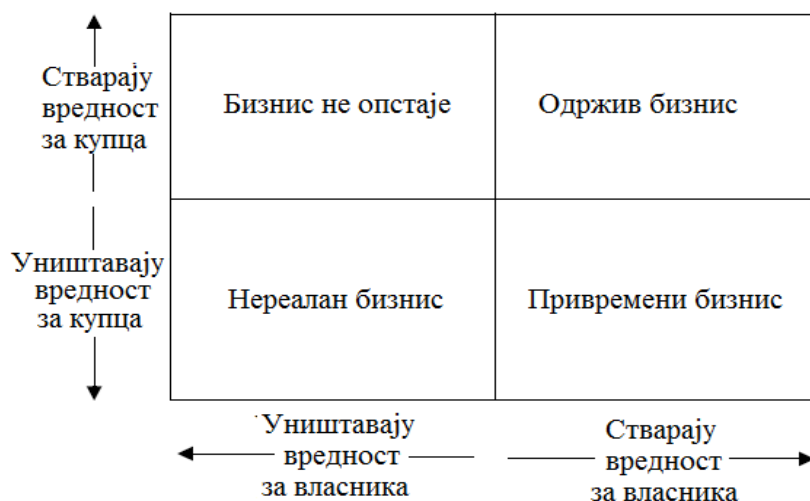 Стварају
вредност
за купца
Бизнис не опстаје
Одржив бизнис
Уништавају
вредност
за купца
Нереалан бизнис
Привремени бизнис
Уништавају
вредност
за власника
Стварају
вредност
за власника